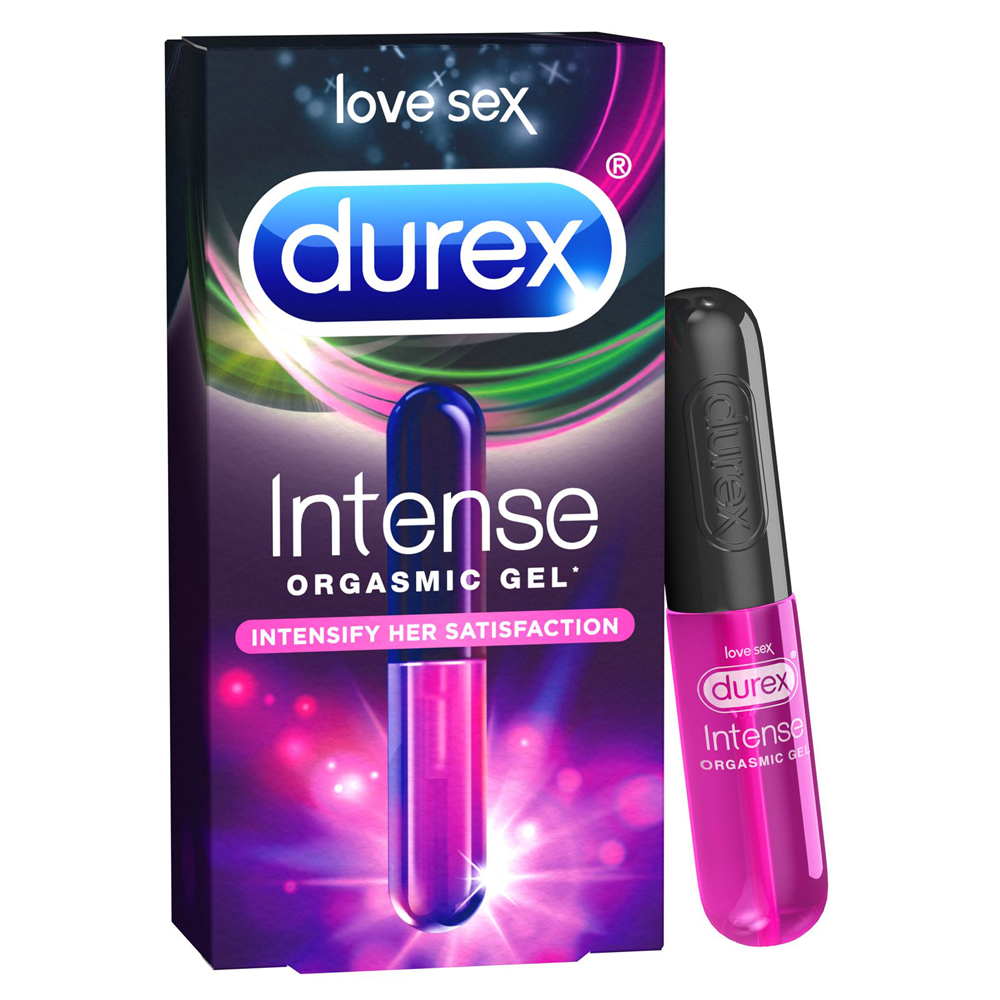 love sex
durex®
Intense
ORGASMIC GEL*
INTENSIFY HER SATISFACTION
durex
love sex
durex®
Intense
ORGASMIC GEL